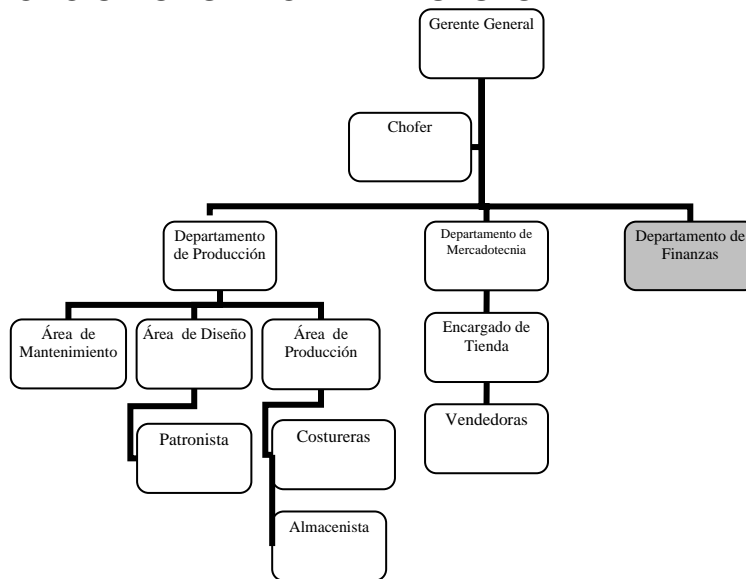 Gerente General
Chofer
Departamento
de Producción
Departamento de
Mercadotecnia
Departamento de
Finanzas
Área de
Mantenimiento
Área de Diseño
Área de
Producción
Encargado de
Tienda
Patronista
Costureras
Vendedoras
Almacenista